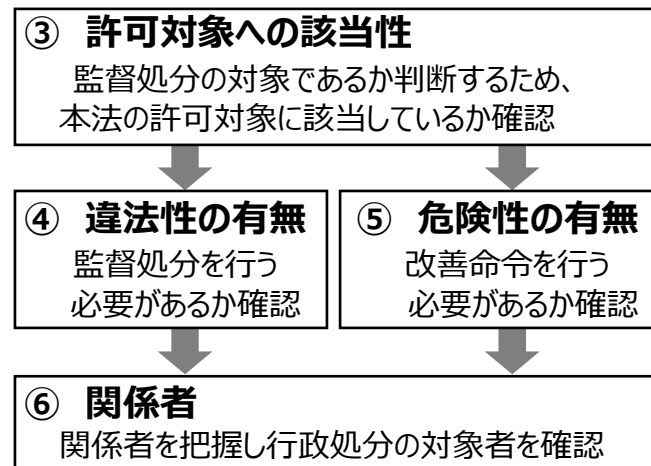 ③ 許可対象への該当性
監督処分の対象であるか判断するため、
本法の許可対象に該当しているか確認
④ 違法性の有無
監督処分を行う
必要があるか確認
⑤ 危険性の有無
改善命令を行う
必要があるか確認
⑥ 関係者
関係者を把握し行政処分の対象者を確認